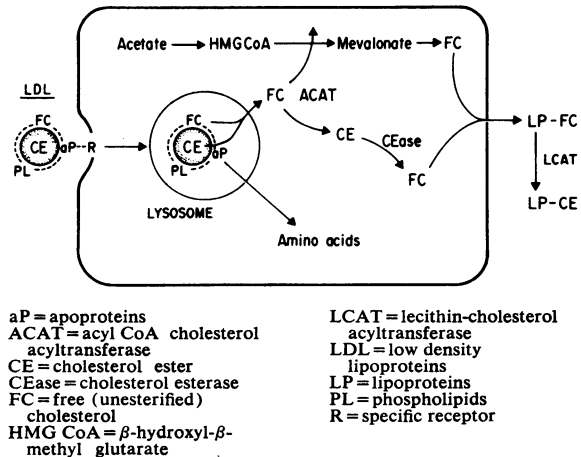 Acetate HMGCoA Mevalonate FC
LDL
FC
CE
PL
aP--R
FC
CE
aP
PL
LYSOSOME
FC ACAT
CE
CEase
FC
Amino acids
LP-FC
LCAT
LP-CE
aP=apoproteins
ACAT=acyl CoA cholesterol
acyltransferase
CE=cholesterol ester
CEase=cholesterol esterase
FC=free (unesterified)
cholesterol
HMG CoA=β-hydroxyl-β-
methyl glutarate
LCAT=lecithin-cholesterol
acyltransferase
LDL=low density
lipoproteins
LP=lipoproteins
PL=phospholipids
R=specific receptor